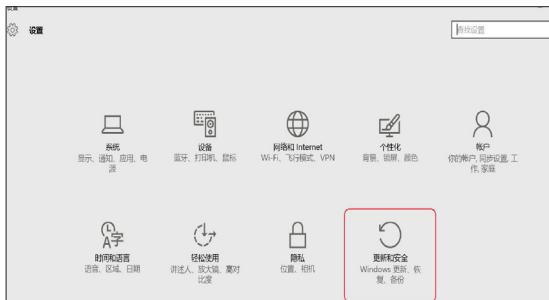 设置
设置
查找设置
系统
显示、通知、应用、电
源
设备
蓝牙、打印机、鼠标
网络和 Internet
Wi-Fi、飞行模式、VPN
个性化
背景、锁屏、颜色
帐户
你的帐户, 同步设置, 工
作, 家庭
时间和语言
语音、区域、日期
轻松使用
讲述人、放大镜、高对
比度
隐私
位置、相机
更新和安全
Windows 更新、恢
复、备份